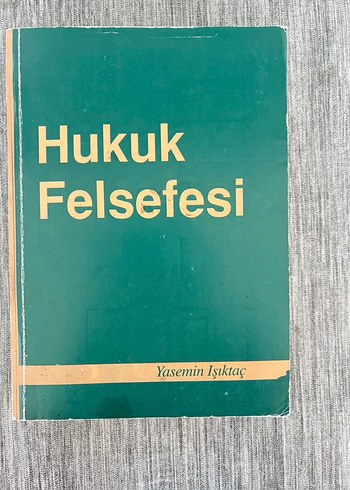 Hukuk
Felsefesi
Yasemin Işıktaç